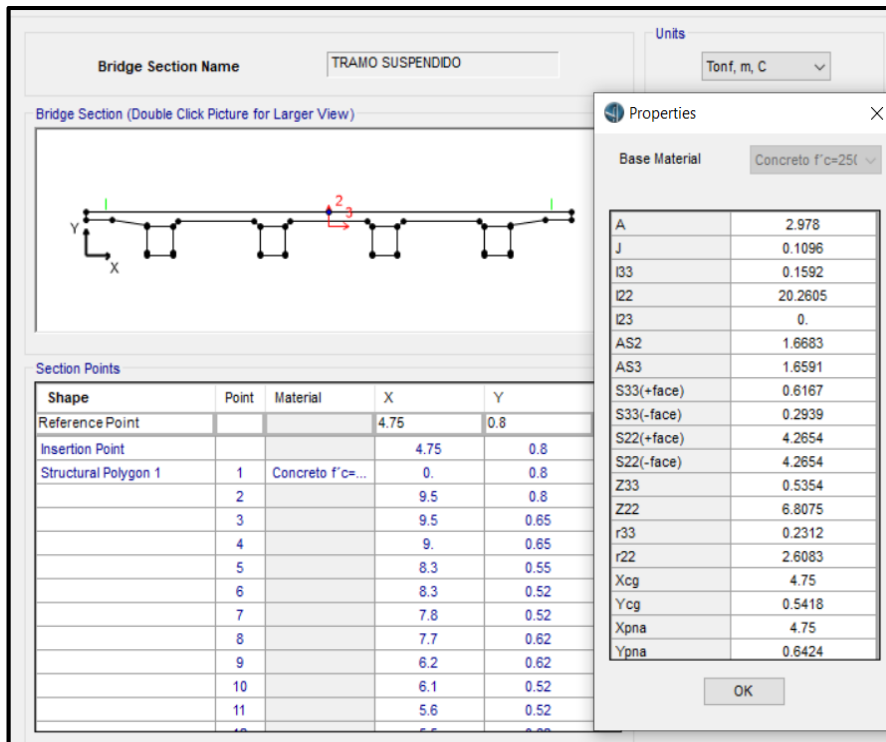 Units
Bridge Section Name TRAMO SUSPENDIDO Tonf, m, C
Bridge Section (Double Click Picture for Larger View)
2
3
Y
X
Section Points
Shape Point Material X Y
Reference Point 4.75 0.8
Insertion Point 4.75 0.8
Structural Polygon 1 1 Concreto f´c=... 0. 0.8
2 9.5 0.8
3 9.5 0.65
4 9. 0.65
5 8.3 0.55
6 8.3 0.52
7 7.8 0.52
8 7.7 0.62
9 6.2 0.62
10 6.1 0.52
11 5.6 0.52
Properties
Base Material Concreto f´c=25(
A 2.978
J 0.1096
I33 0.1592
I22 20.2605
I23 0.
AS2 1.6683
AS3 1.6591
S33(+face) 0.6167
S33(-face) 0.2939
S22(+face) 4.2654
S22(-face) 4.2654
Z33 0.5354
Z22 6.8075
r33 0.2312
r22 2.6083
Xcg 4.75
Ycg 0.5418
Xpna 4.75
Ypna 0.6424
OK